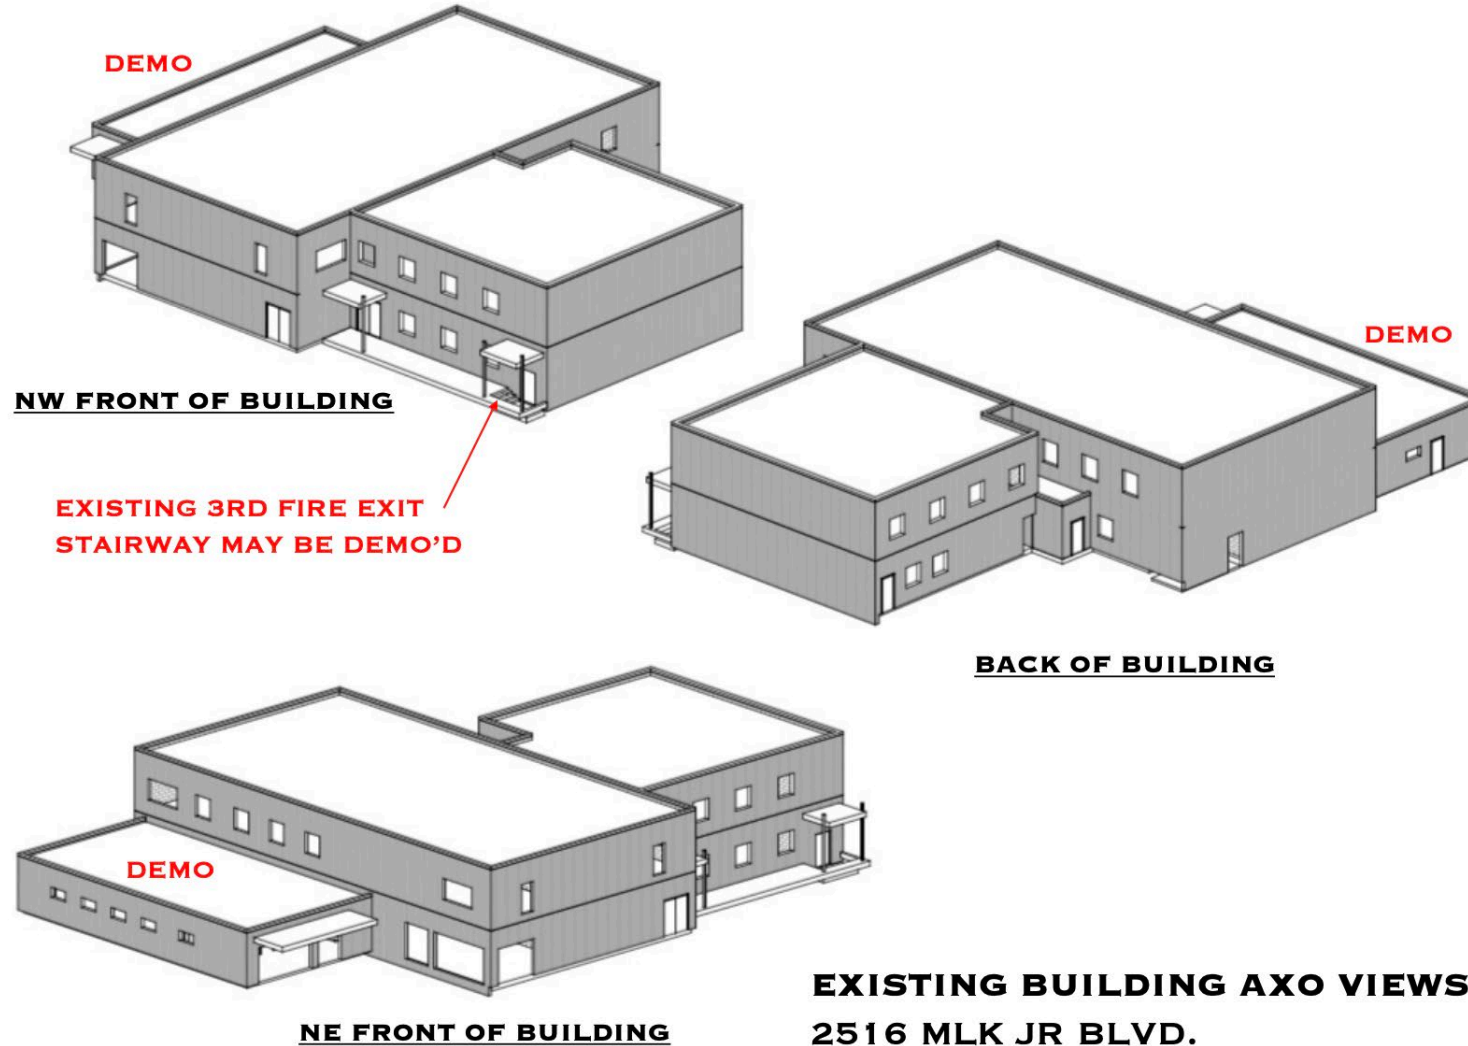 DEMO
NW FRONT OF BUILDING
EXISTING 3RD FIRE EXIT
STAIRWAY MAY BE DEMO'D
DEMO
BACK OF BUILDING
DEMO
NE FRONT OF BUILDING
EXISTING BUILDING AXO VIEWS
2516 MLK JR BLVD.